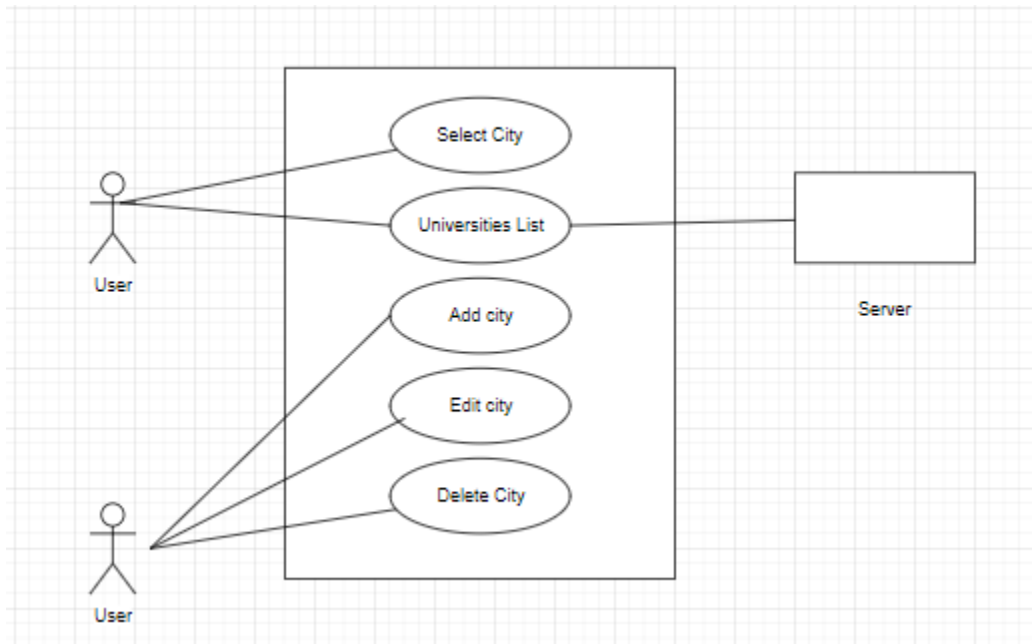 Select City
Universities List
User
Add city
Server
Edit city
Delete City
User